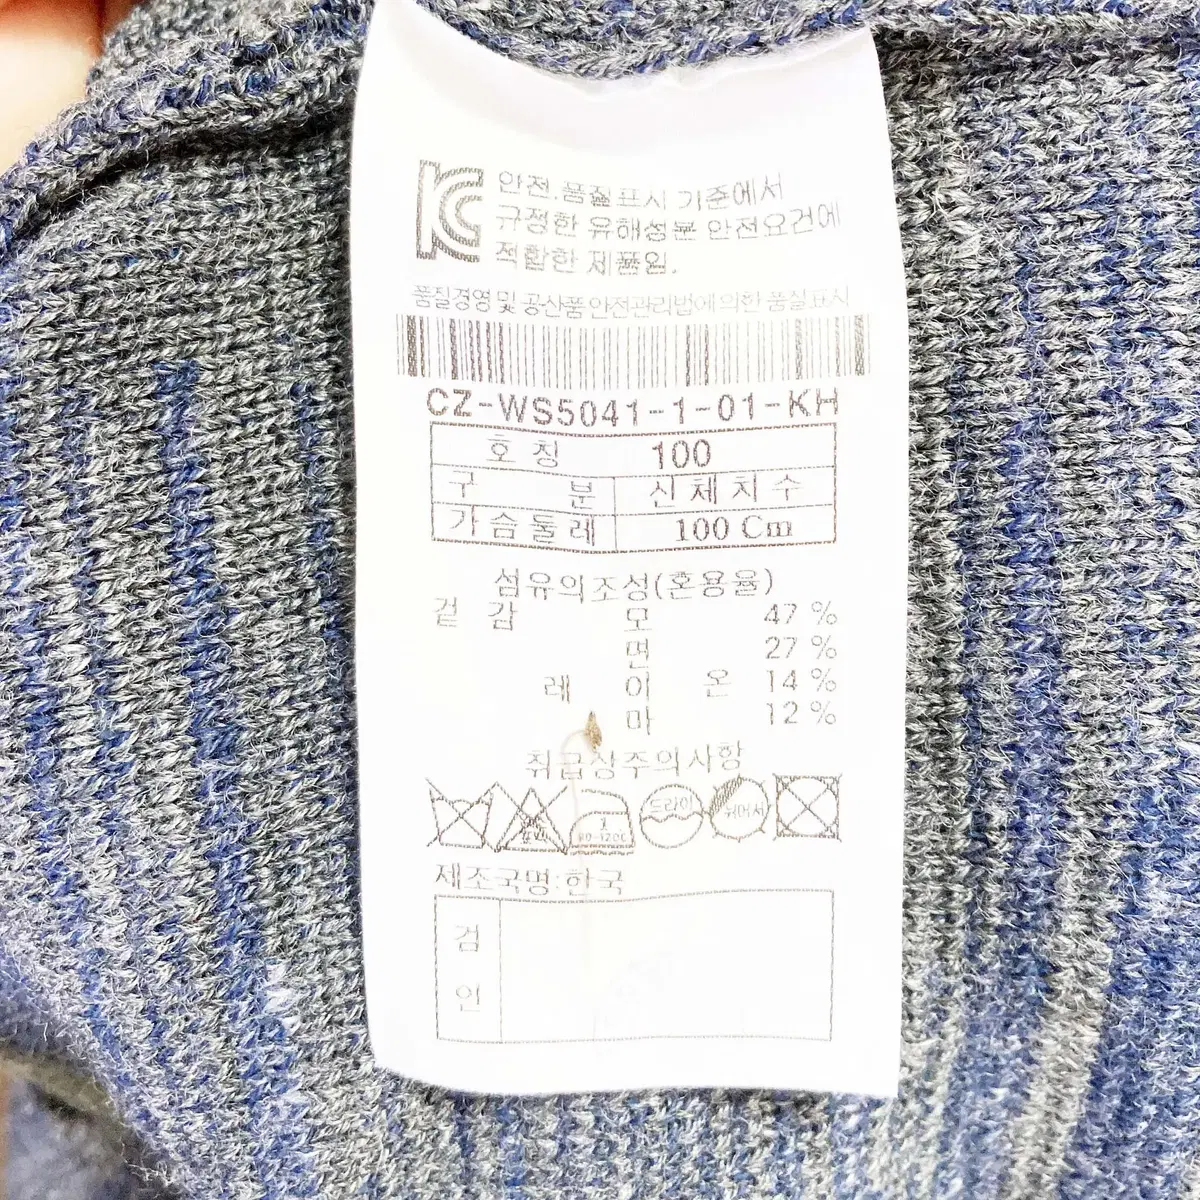 KC 안전.품질표시 기준에서
규정한 유해성분 안전요건에
적합한 제품임.
품질경영 및 공산품안전관리법에 의한 품질표시
CZ-WS5041-1-01-KH
호 칭 100
구 분 신체치수
가슴둘레 100 Cm
섬유의조성(혼용율)
겉 감 모 47 %
면 27 %
레 이 온 14 %
마 12 %
취급상주의사항
드라이 뉘어서
제조국명:한국
검
인